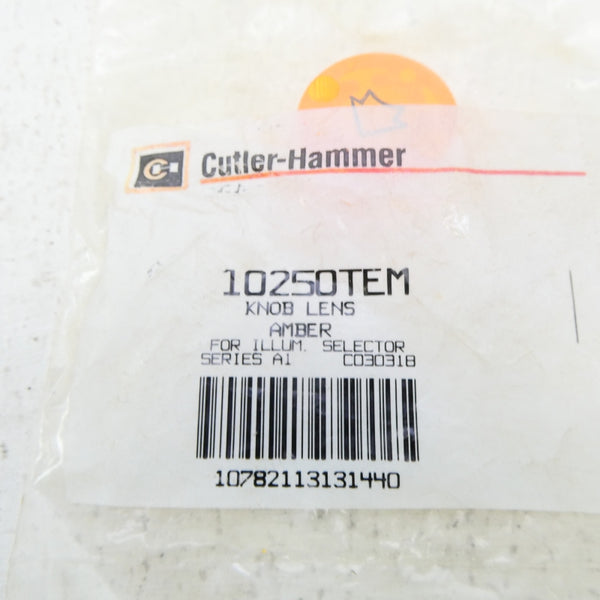 Cutler-Hammer
10250TEM
KNOB LENS
AMBER
FOR ILLUM. SELECTOR
SERIES A1 C030318
10782113131440